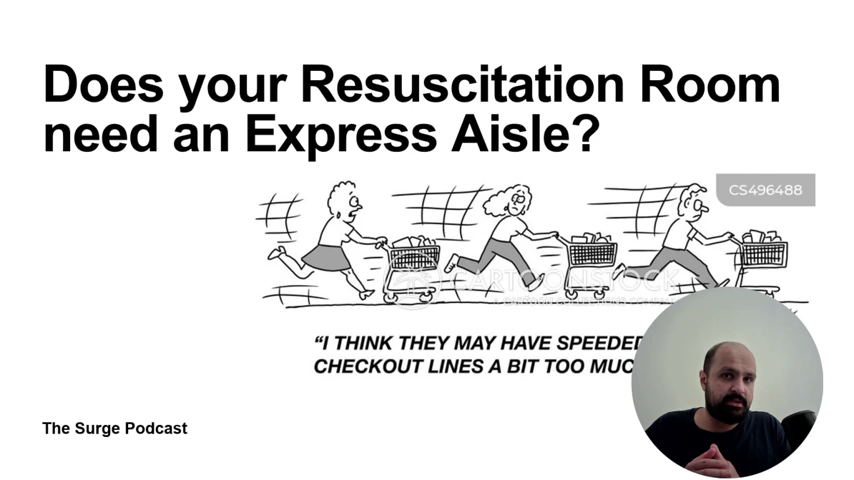 Does your Resuscitation Room
need an Express Aisle?
CS496488
CARTOONSTOCK
“I THINK THEY MAY HAVE SPEEDED
CHECKOUT LINES A BIT TOO MUC
The Surge Podcast